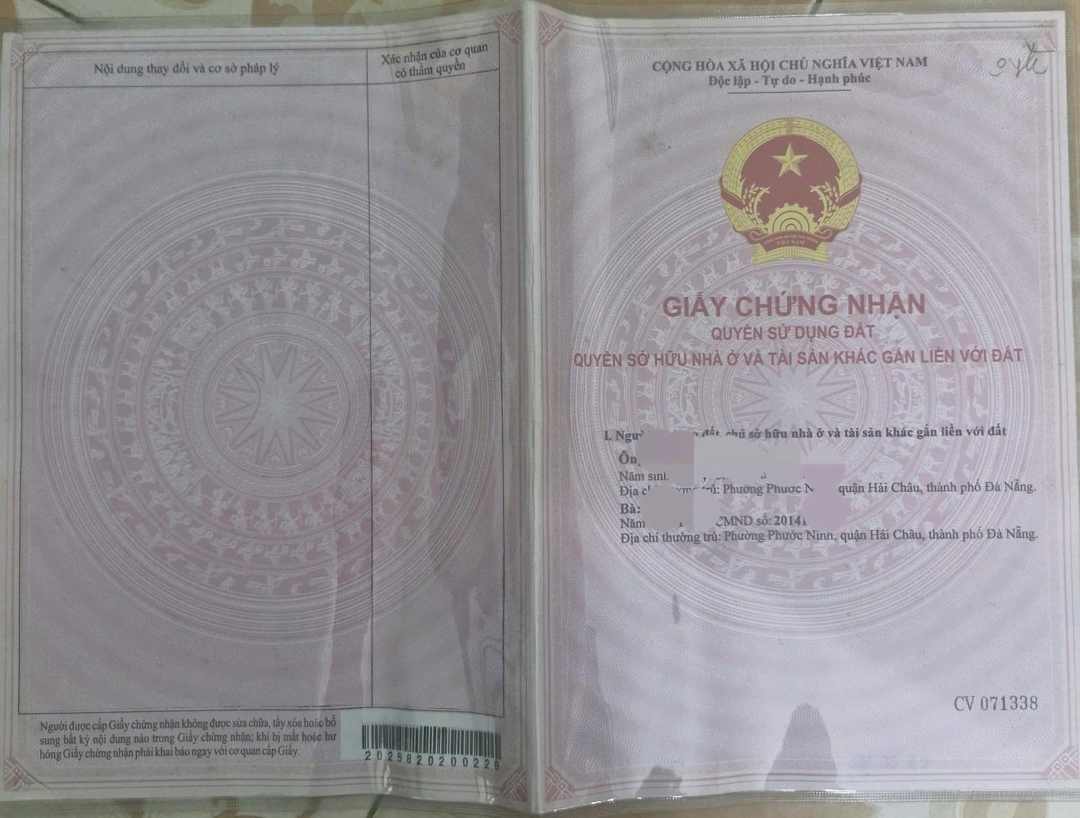 Nội dung thay đổi và cơ sở pháp lý
Xác nhận của cơ quan
có thẩm quyền
Người được cấp Giấy chứng nhận không được sửa chữa, tẩy xóa hoặc bổ
sung bất kỳ nội dung nào trong Giấy chứng nhận; khi bị mất hoặc hư
hỏng Giấy chứng nhận phải khai báo ngay với cơ quan cấp Giấy.
2025820200226
CỘNG HÒA XÃ HỘI CHỦ NGHĨA VIỆT NAM
Độc lập - Tự do - Hạnh phúc
VIỆT NAM
GIẤY CHỨNG NHẬN
QUYỀN SỬ DỤNG ĐẤT
QUYỀN SỞ HỮU NHÀ Ở VÀ TÀI SẢN KHÁC GẮN LIỀN VỚI ĐẤT
I. đất, chủ sở hữu nhà ở và tài sản khác gắn liền với đất
Năm
Địa Phường Phước quận Hải Châu, thành phố Đà Nẵng.
Bà:
Năm CMND số: 2014
Địa chỉ thường trú: Phường Phước Ninh, quận Hải Châu, thành phố Đà Nẵng.
CV 071338